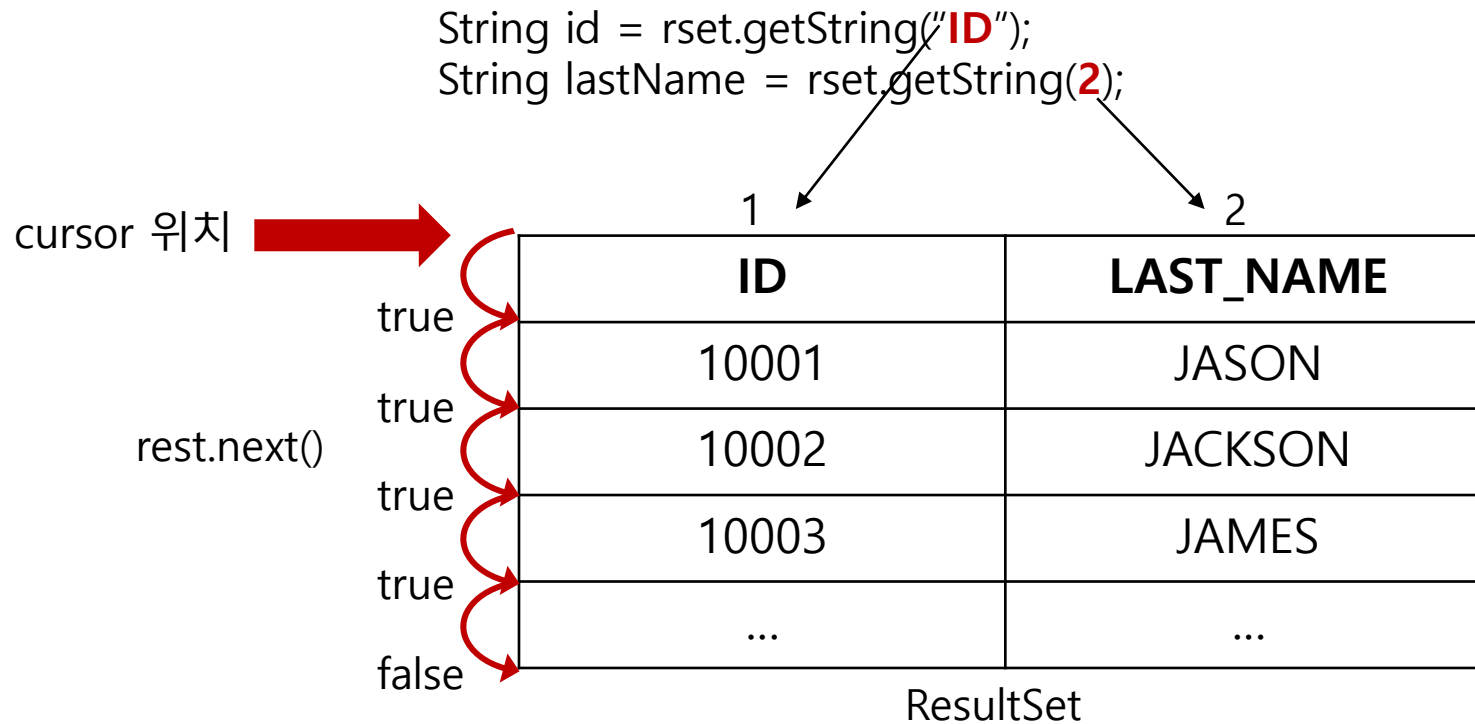 String id = rset.getString("ID");
String lastName = rset.getString(2);
1 2
cursor 위치
ID LAST_NAME
true
10001 JASON
true
rest.next()
10002 JACKSON
true
10003 JAMES
true
... ...
false
ResultSet